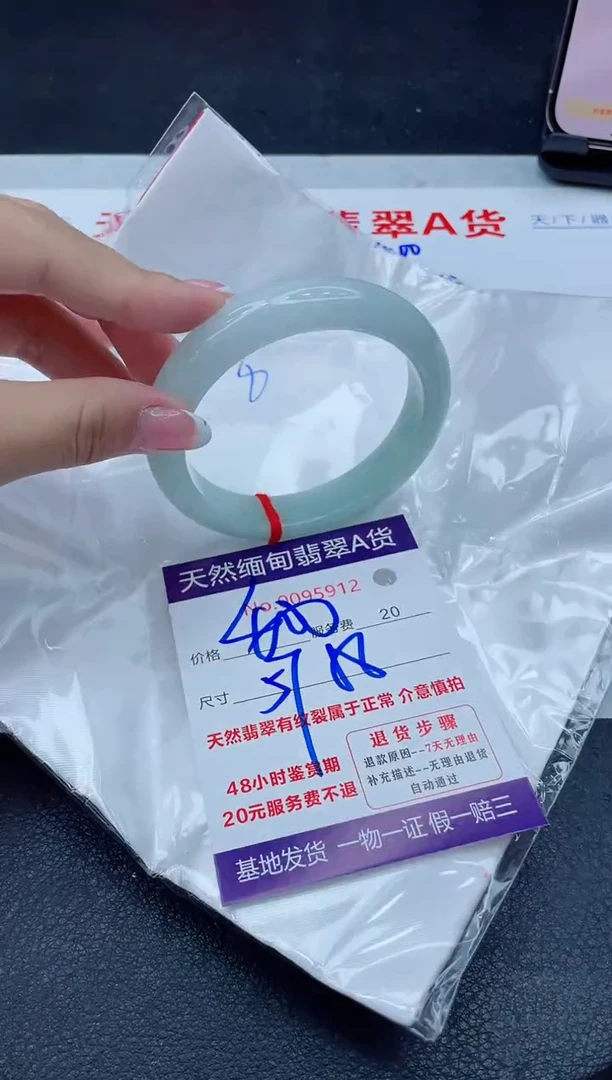 翡翠A货
天/下/翡
8
天然缅甸翡翠A货
No.0095912
价格 服务费 20
尺寸
天然翡翠有纹裂属于正常 介意慎拍
48小时鉴赏期
20元服务费不退
退货步骤
退款原因--7天无理由
补充描述--无理由退货
自动通过
基地发货 一物一证 假一赔三